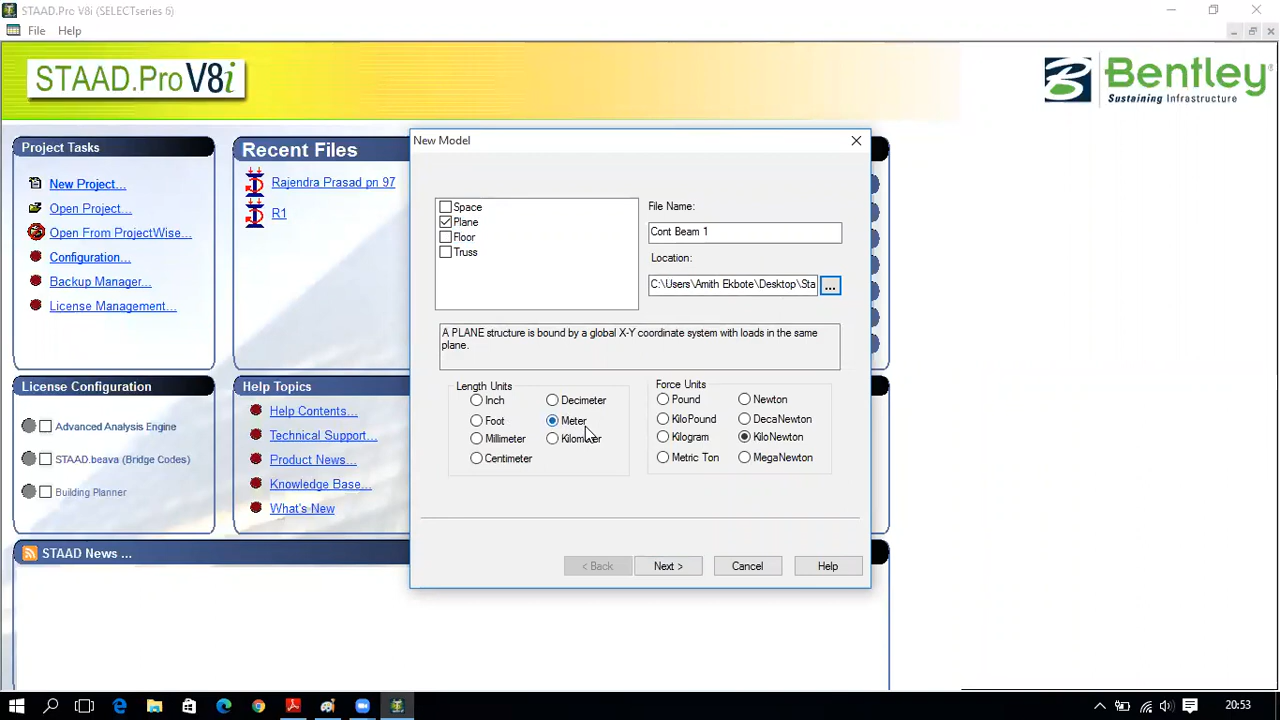 STAAD.Pro V8i (SELECTseries 6)
File Help
STAAD.Pro V8i
Bentley®
Sustaining Infrastructure
Project Tasks
New Project...
Open Project...
Open From ProjectWise...
Configuration...
Backup Manager...
License Management...
Recent Files
Rajendra Prasad pn 97
R1
License Configuration
Advanced Analysis Engine
STAAD.beava (Bridge Codes)
Building Planner
Help Topics
Help Contents...
Technical Support...
Product News...
Knowledge Base...
What's New
STAAD News ...
New Model
Space
Plane
Floor
Truss
File Name:
Cont Beam 1
Location:
C:\Users\Amith Ekbote\Desktop\Sta
...
A PLANE structure is bound by a global X-Y coordinate system with loads in the same
plane.
Length Units
Inch Decimeter
Foot Meter
Millimeter Kilometer
Centimeter
Force Units
Pound Newton
KiloPound DecaNewton
Kilogram KiloNewton
Metric Ton MegaNewton
< Back Next > Cancel Help
20:53